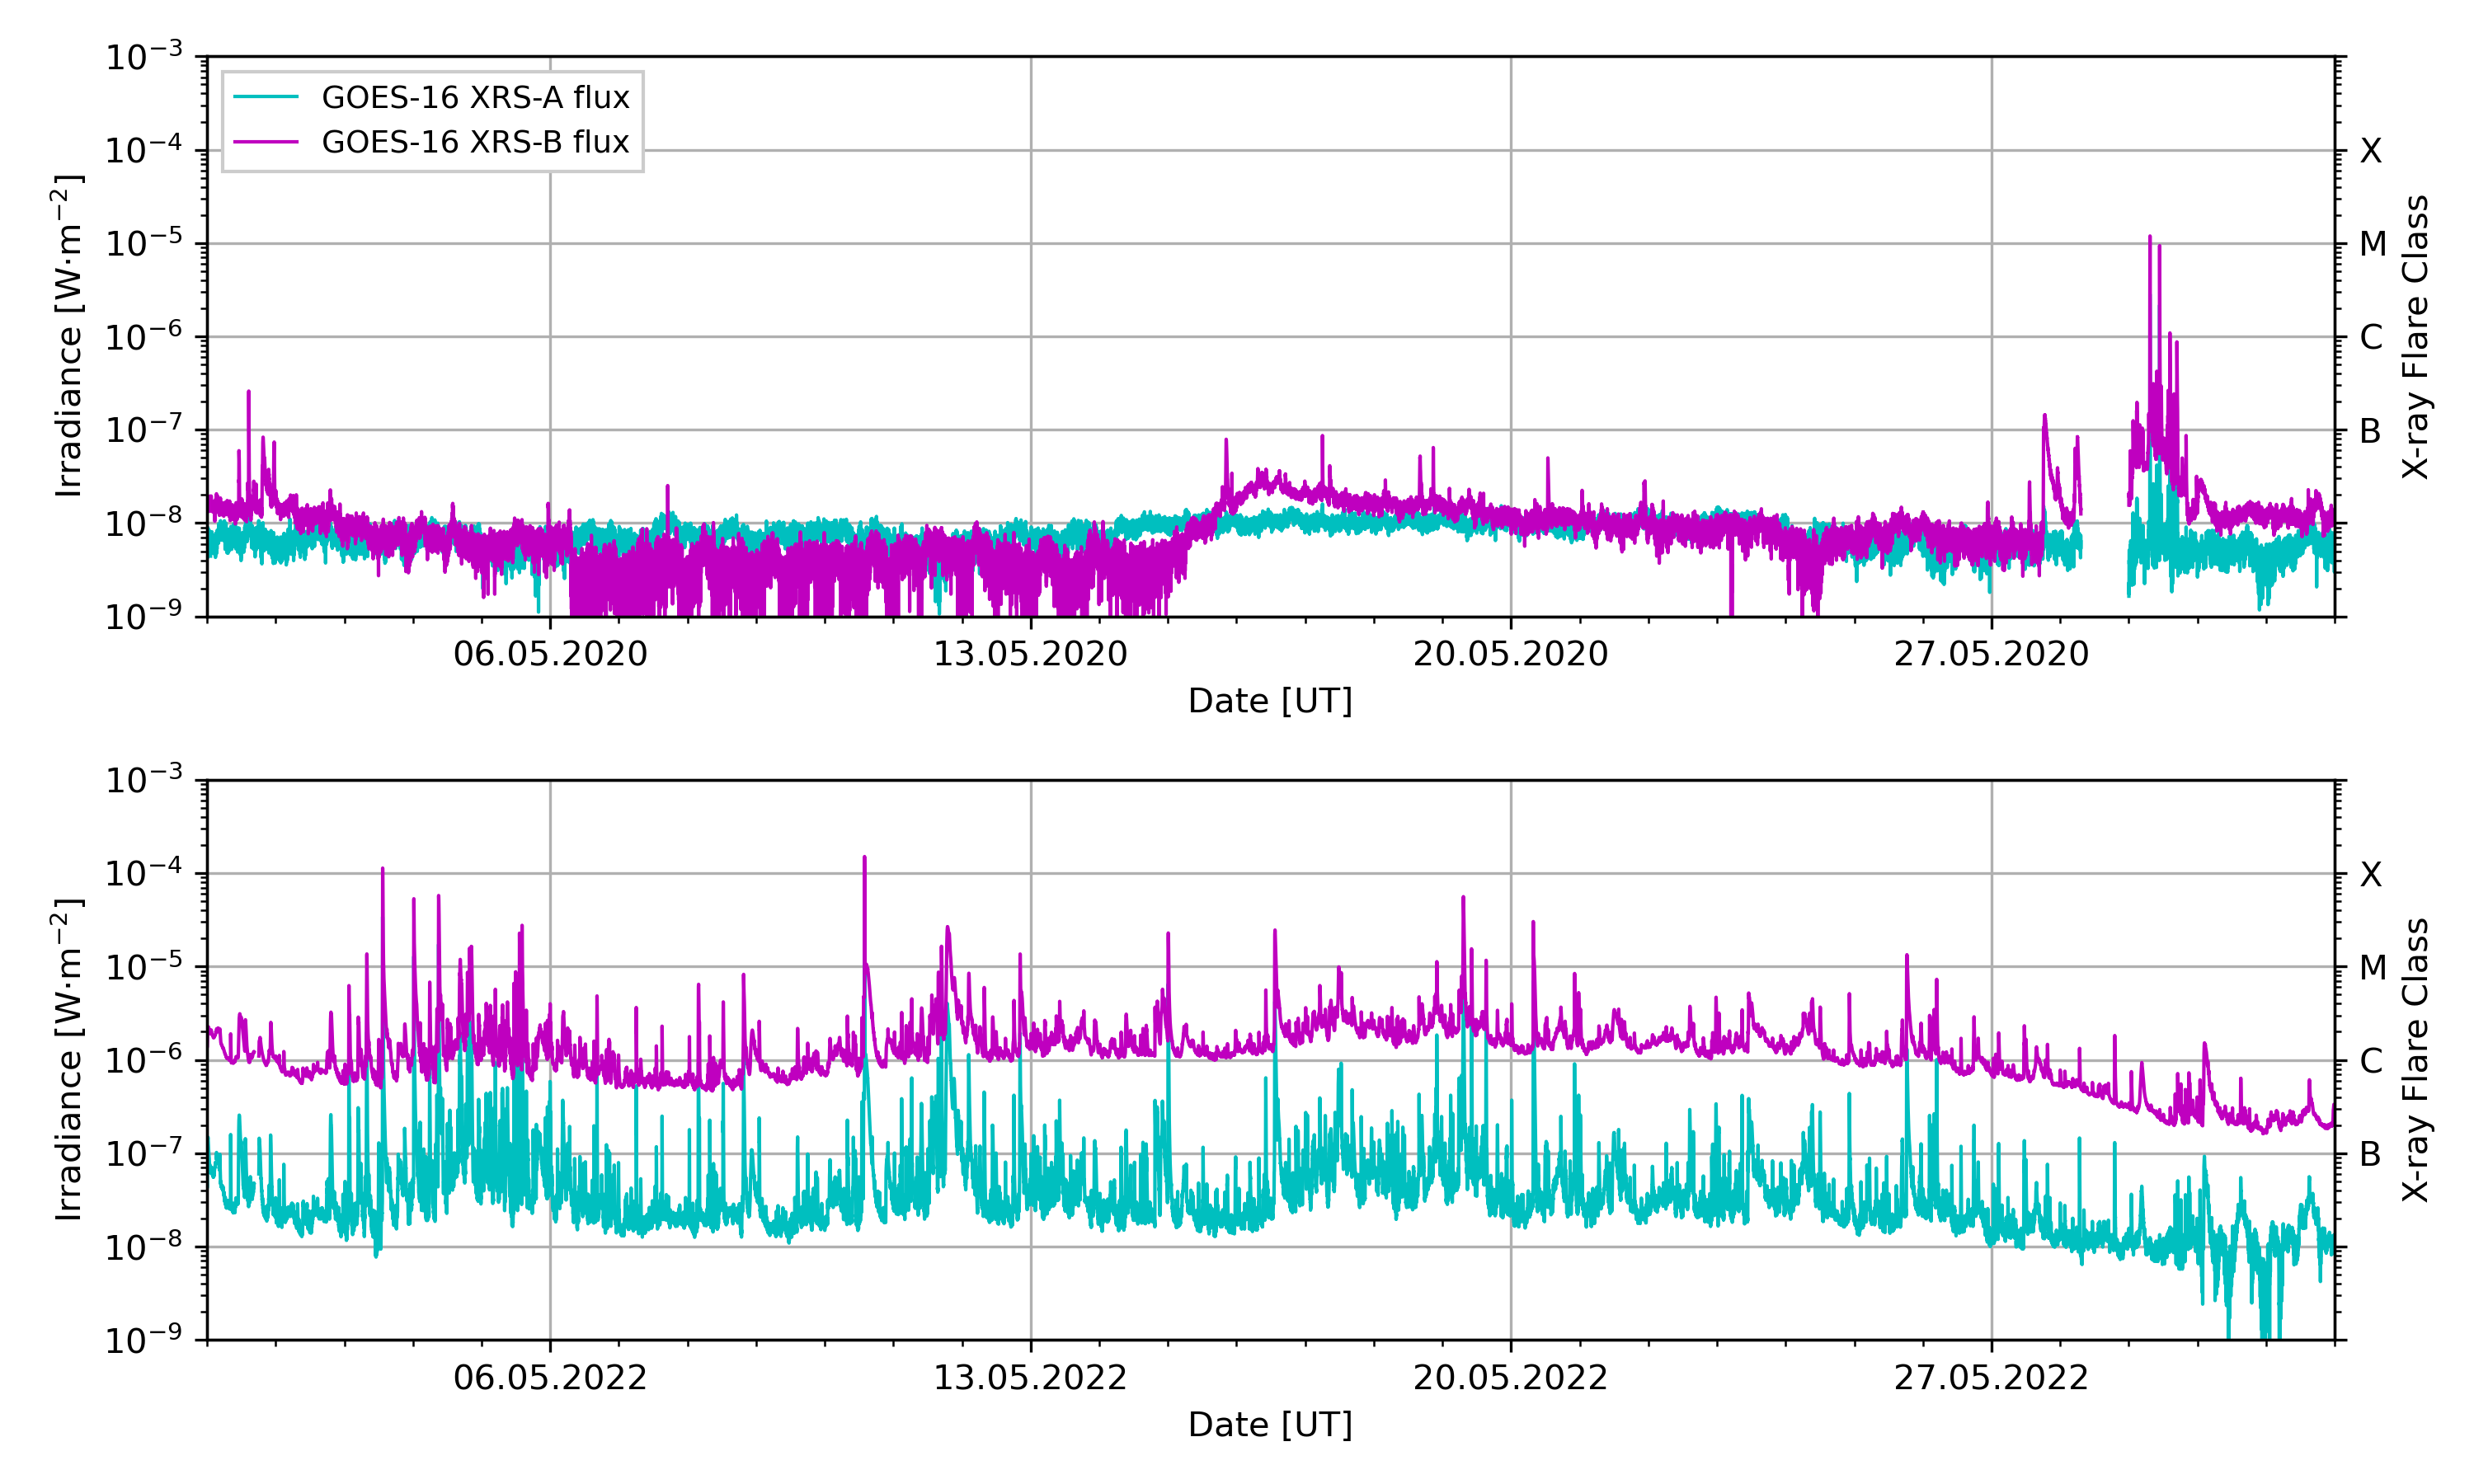 10⁻³
10⁻⁴
10⁻⁵
10⁻⁶
10⁻⁷
10⁻⁸
10⁻⁹
Irradiance [W·m⁻²]
GOES-16 XRS-A flux
GOES-16 XRS-B flux
X
M
C
B
X-ray Flare Class
06.05.2020 13.05.2020 20.05.2020 27.05.2020
Date [UT]
10⁻³
10⁻⁴
10⁻⁵
10⁻⁶
10⁻⁷
10⁻⁸
10⁻⁹
Irradiance [W·m⁻²]
X
M
C
B
X-ray Flare Class
06.05.2022 13.05.2022 20.05.2022 27.05.2022
Date [UT]